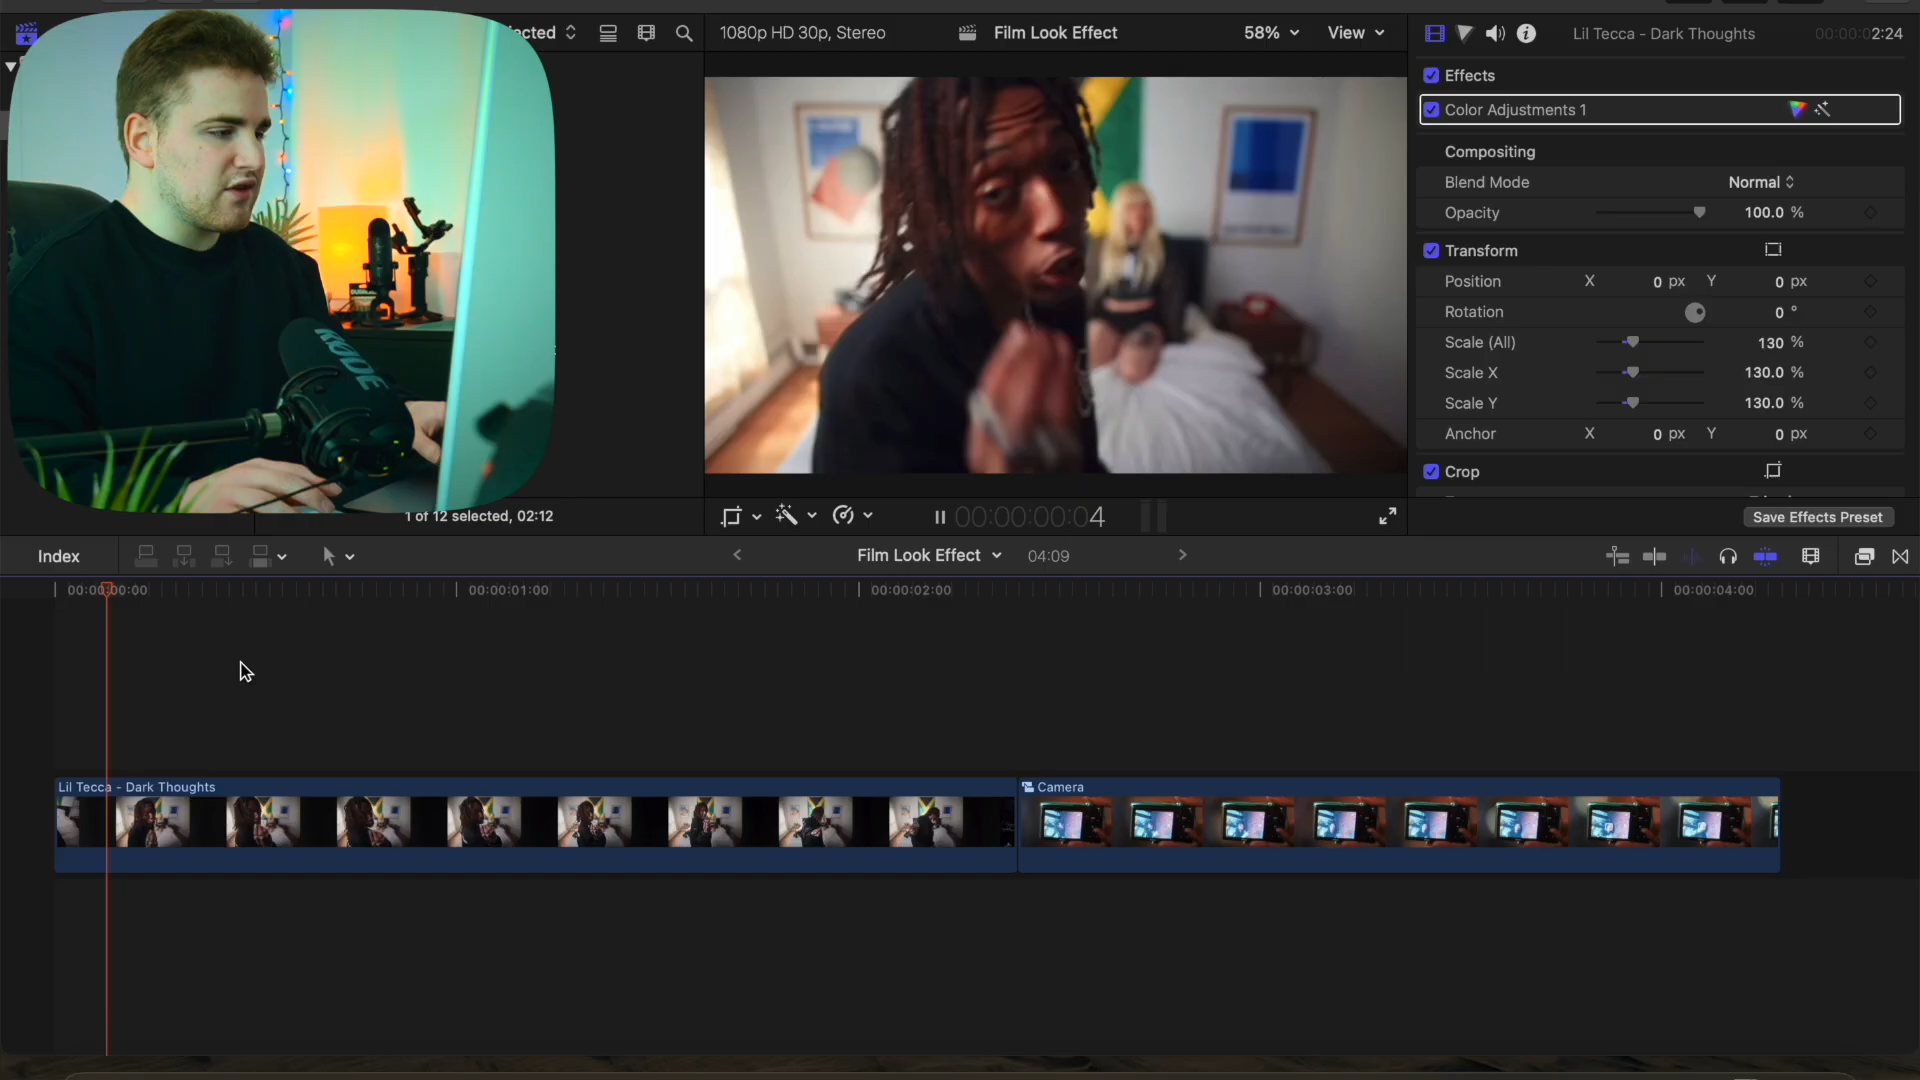 ected
1080p HD 30p, Stereo
Film Look Effect
58%
View
Lil Tecca - Dark Thoughts
00:00:02:24
Effects
Color Adjustments 1
Compositing
Blend Mode
Normal
Opacity
100.0 %
Transform
Position
X
0 px
Y
0 px
Rotation
0 °
Scale (All)
130 %
Scale X
130.0 %
Scale Y
130.0 %
Anchor
X
0 px
Y
0 px
Crop
RODE
1 of 12 selected, 02:12
00:00:00:04
Save Effects Preset
Index
Film Look Effect
04:09
00:00:00:00
00:00:01:00
00:00:02:00
00:00:03:00
00:00:04:00
Lil Tecca - Dark Thoughts
Camera